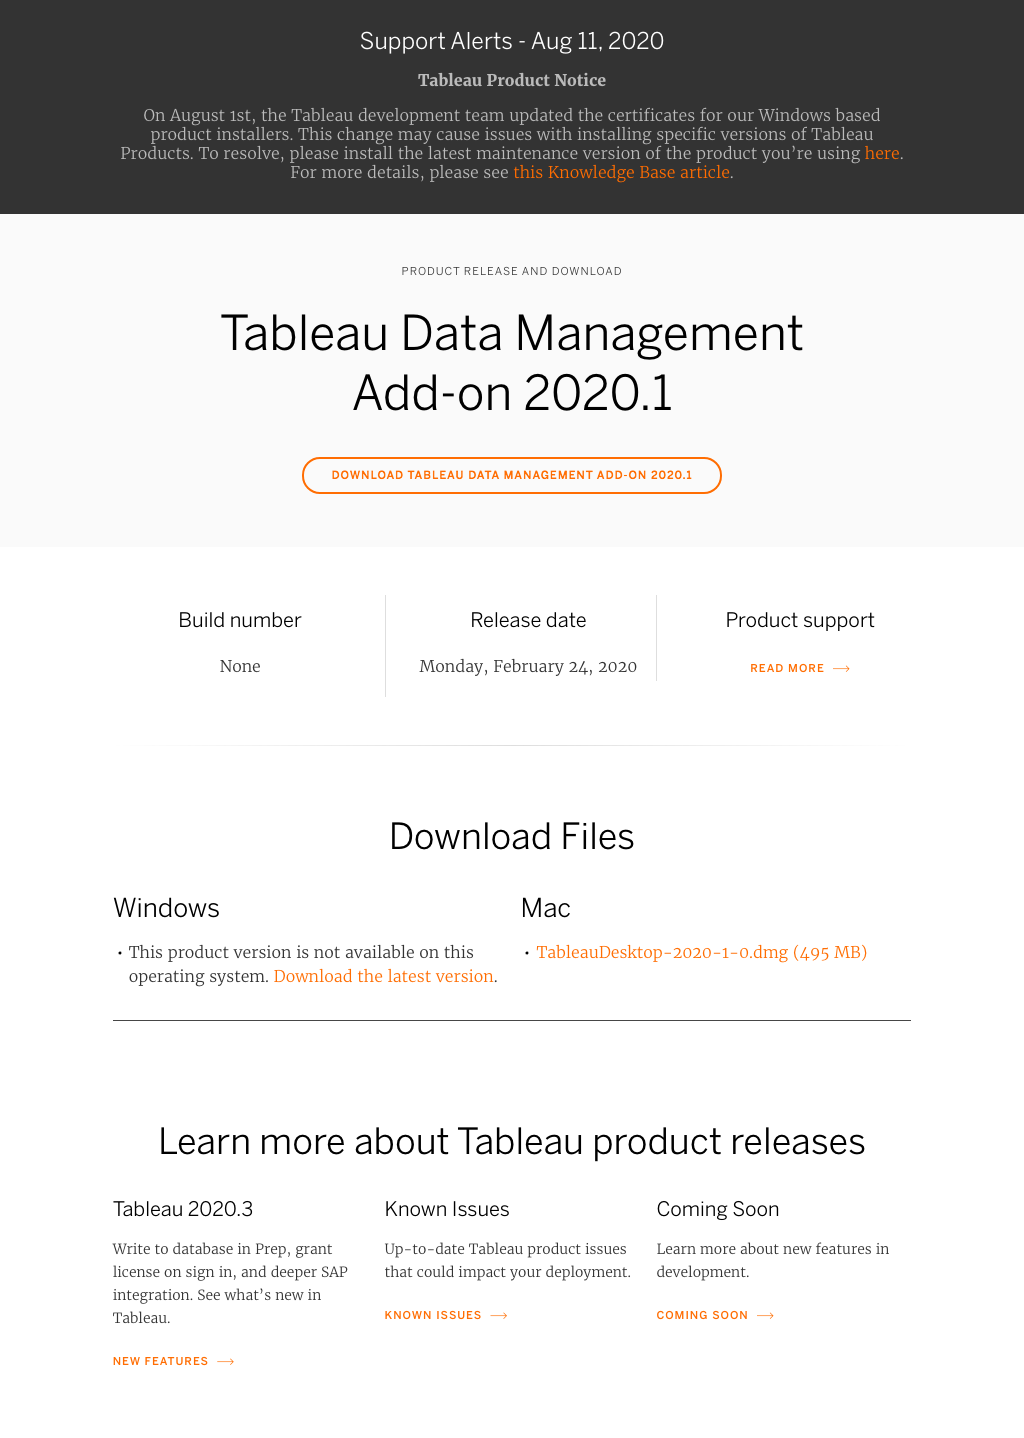 Support Alerts - Aug 11, 2020
Tableau Product Notice
On August 1st, the Tableau development team updated the certificates for our Windows based
product installers. This change may cause issues with installing specific versions of Tableau
Products. To resolve, please install the latest maintenance version of the product you’re using here.
For more details, please see this Knowledge Base article.
PRODUCT RELEASE AND DOWNLOAD
Tableau Data Management
Add-on 2020.1
DOWNLOAD TABLEAU DATA MANAGEMENT ADD-ON 2020.1
Build number
None
Release date
Monday, February 24, 2020
Product support
READ MORE
Download Files
Windows
• This product version is not available on this
operating system. Download the latest version.
Mac
• TableauDesktop-2020-1-0.dmg (495 MB)
Learn more about Tableau product releases
Tableau 2020.3
Write to database in Prep, grant
license on sign in, and deeper SAP
integration. See what’s new in
Tableau.
NEW FEATURES
Known Issues
Up-to-date Tableau product issues
that could impact your deployment.
KNOWN ISSUES
Coming Soon
Learn more about new features in
development.
COMING SOON